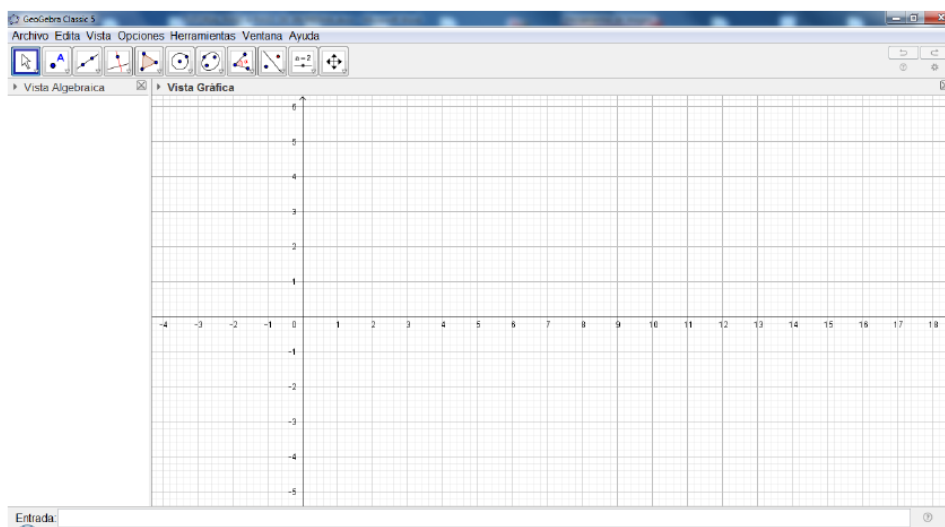 GeoGebra Classic 5
Archivo Edita Vista Opciones Herramientas Ventana Ayuda
A
α
a=2
Vista Algebraica
Vista Gráfica
6
5
4
3
2
1
-4 -3 -2 -1 0 1 2 3 4 5 6 7 8 9 10 11 12 13 14 15 16 17 18
-1
-2
-3
-4
-5
Entrada: